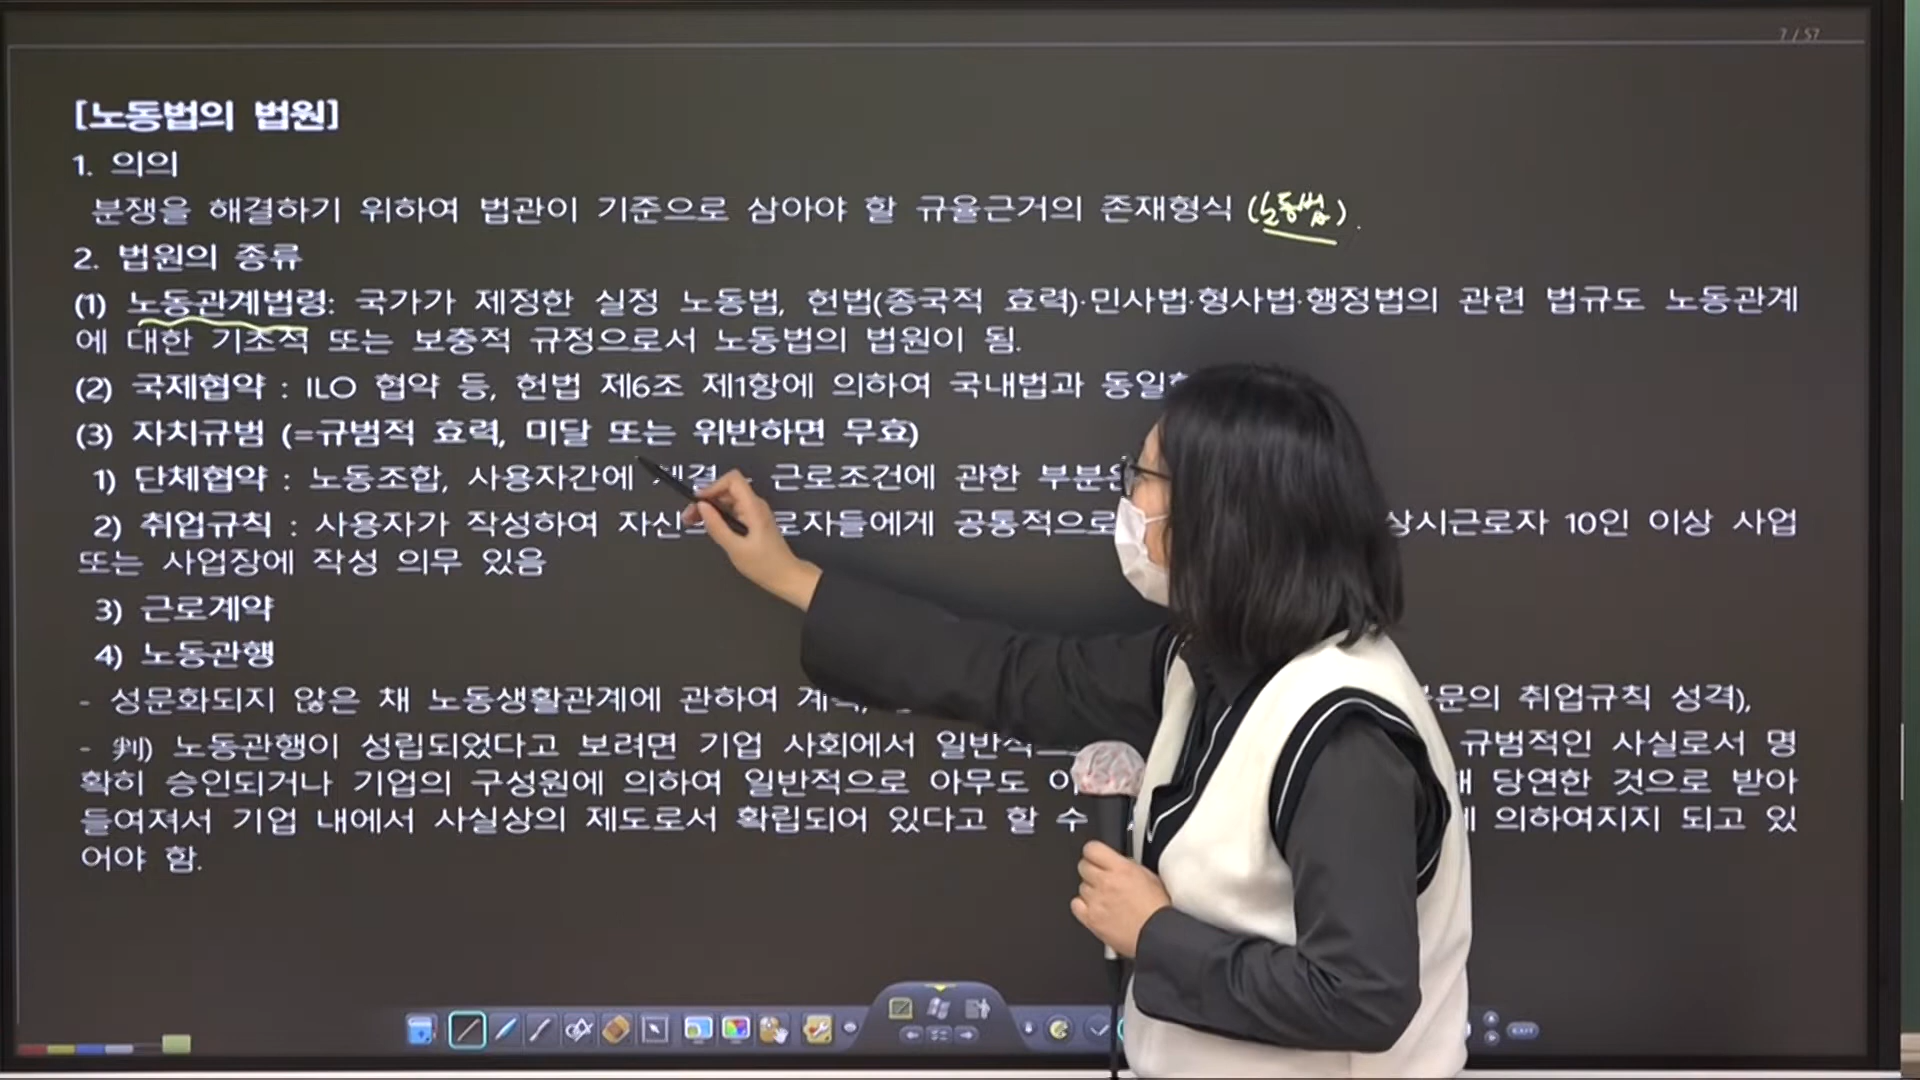 7 / 57
[노동법의 법원]
1. 의의
분쟁을 해결하기 위하여 법관이 기준으로 삼아야 할 규율근거의 존재형식 (노동법).
2. 법원의 종류
(1) 노동관계법령: 국가가 제정한 실정 노동법, 헌법(종국적 효력)·민사법·형사법·행정법의 관련 법규도 노동관계
에 대한 기초적 또는 보충적 규정으로서 노동법의 법원이 됨.
(2) 국제협약 : ILO 협약 등, 헌법 제6조 제1항에 의하여 국내법과
(3) 자치규범 (=규범적 효력, 미달 또는 위반하면 무효)
1) 단체협약 : 노동조합, 사용자간에 근로조건에 관한
2) 취업규칙 : 사용자가 작성하여 공통적으로 상시근로자 10인 이상 사업
또는 사업장에 작성 의무 있음
3) 근로계약
4) 노동관행
- 성문화되지 않은 채 노동생활관계에 관하여 취업규칙 성격),
- 判) 노동관행이 성립되었다고 보려면 기업 사회에서 규범적인 사실로서 명
확히 승인되거나 기업의 구성원에 의하여 일반적으로 아무도 당연한 것으로 받아
들여져서 기업 내에서 사실상의 제도로서 확립되어 있다고 할 수 의하여지지 되고 있
어야 함.
EXIT